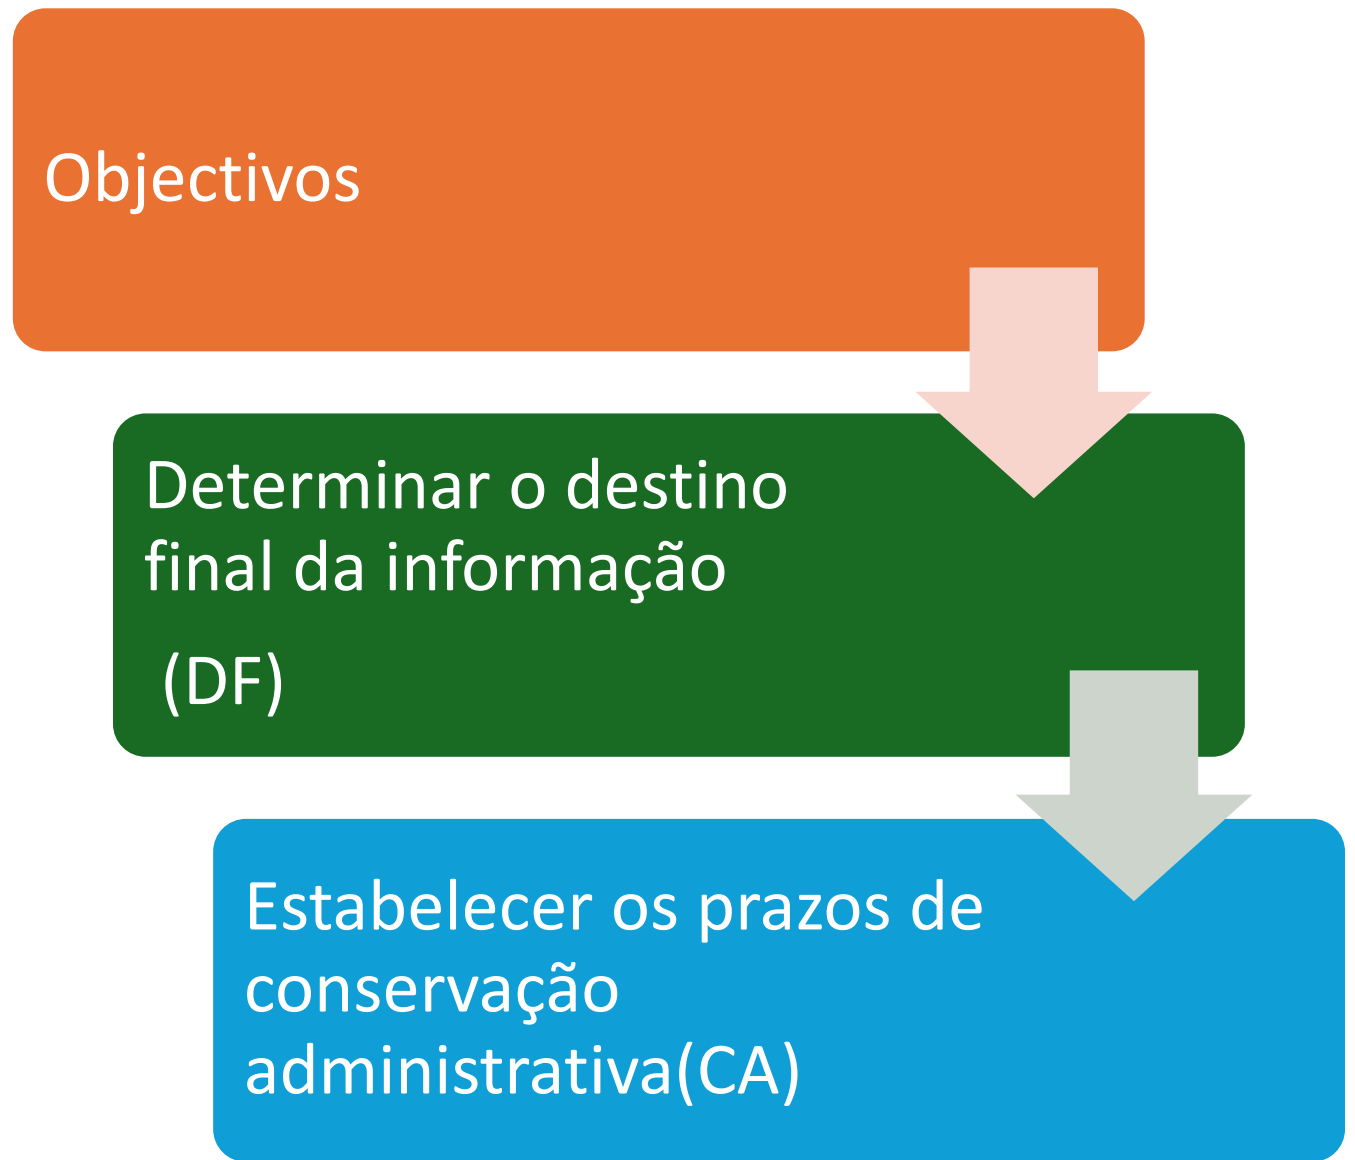 Objectivos
Determinar o destino
final da informação
(DF)
Estabelecer os prazos de
conservação
administrativa(CA)